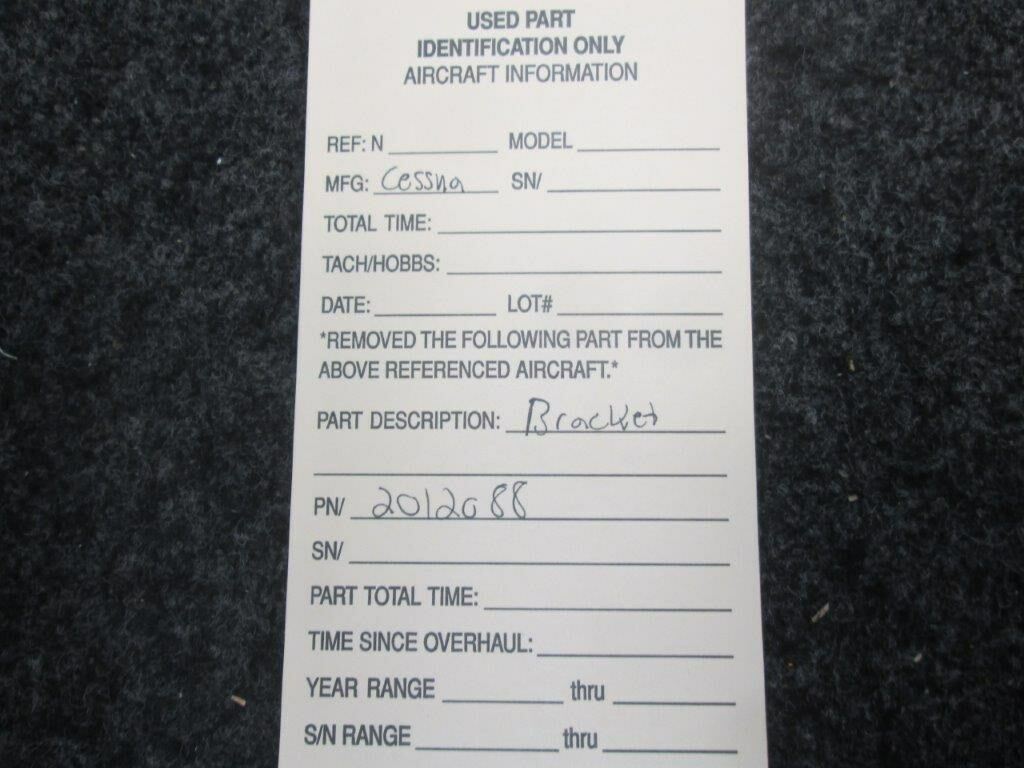 USED PART
IDENTIFICATION ONLY
AIRCRAFT INFORMATION
REF: N MODEL
MFG: Cessna SN/
TOTAL TIME:
TACH/HOBBS:
DATE: LOT#
*REMOVED THE FOLLOWING PART FROM THE
ABOVE REFERENCED AIRCRAFT.*
PART DESCRIPTION: Bracket
PN/ 2012088
SN/
PART TOTAL TIME:
TIME SINCE OVERHAUL:
YEAR RANGE thru
S/N RANGE thru